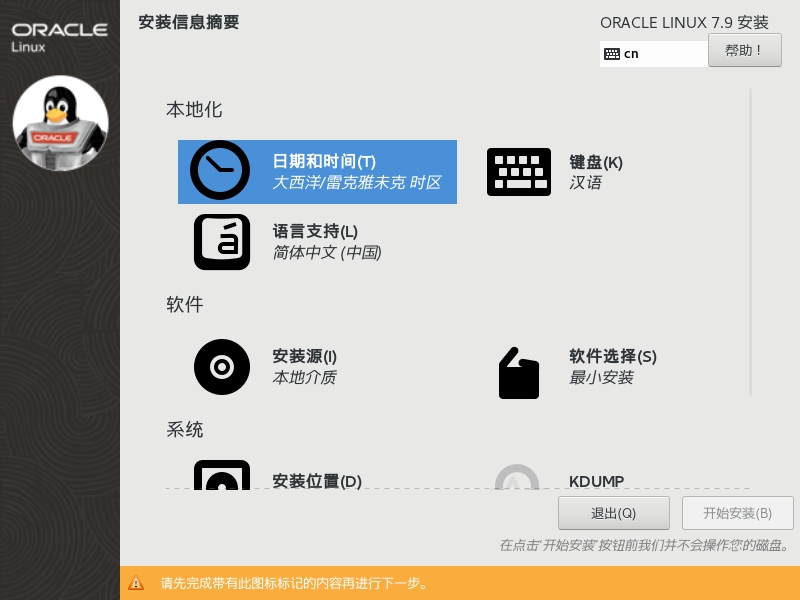 ORACLE
Linux
ORACLE
安装信息摘要
ORACLE LINUX 7.9 安装
cn
帮助！
本地化
日期和时间(T)
大西洋/雷克雅未克 时区
键盘(K)
汉语
语言支持(L)
简体中文 (中国)
软件
安装源(I)
本地介质
软件选择(S)
最小安装
系统
安装位置(D)
KDUMP
退出(Q)
开始安装(B)
在点击'开始安装'按钮前我们并不会操作您的磁盘。
请先完成带有此图标标记的内容再进行下一步。